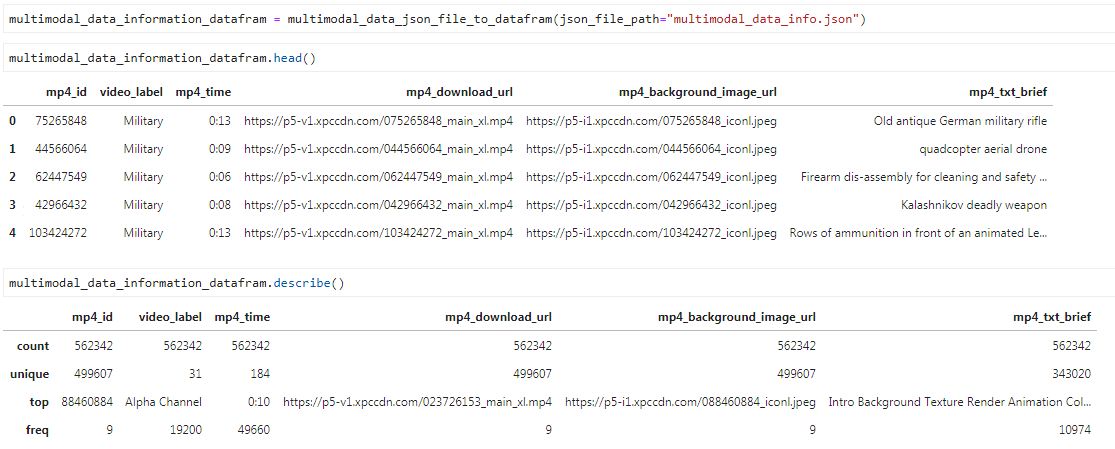 multimodal_data_information_datafram = multimodal_data_json_file_to_datafram(json_file_path="multimodal_data_info.json")
multimodal_data_information_datafram.head()
mp4_id video_label mp4_time mp4_download_url mp4_background_image_url mp4_txt_brief
0 75265848 Military 0:13 https://p5-v1.xpccdn.com/075265848_main_xl.mp4 https://p5-i1.xpccdn.com/075265848_iconl.jpeg Old antique German military rifle
1 44566064 Military 0:09 https://p5-v1.xpccdn.com/044566064_main_xl.mp4 https://p5-i1.xpccdn.com/044566064_iconl.jpeg quadcopter aerial drone
2 62447549 Military 0:06 https://p5-v1.xpccdn.com/062447549_main_xl.mp4 https://p5-i1.xpccdn.com/062447549_iconl.jpeg Firearm dis-assembly for cleaning and safety ...
3 42966432 Military 0:08 https://p5-v1.xpccdn.com/042966432_main_xl.mp4 https://p5-i1.xpccdn.com/042966432_iconl.jpeg Kalashnikov deadly weapon
4 103424272 Military 0:13 https://p5-v1.xpccdn.com/103424272_main_xl.mp4 https://p5-i1.xpccdn.com/103424272_iconl.jpeg Rows of ammunition in front of an animated Le...
multimodal_data_information_datafram.describe()
mp4_id video_label mp4_time mp4_download_url mp4_background_image_url mp4_txt_brief
count 562342 562342 562342 562342 562342 562342
unique 499607 31 184 499607 499607 343020
top 88460884 Alpha Channel 0:10 https://p5-v1.xpccdn.com/023726153_main_xl.mp4 https://p5-i1.xpccdn.com/088460884_iconl.jpeg Intro Background Texture Render Animation Col...
freq 9 19200 49660 9 9 10974